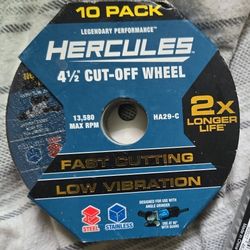 10 PACK
LEGENDARY PERFORMANCE™
HERCULES
4½ CUT-OFF WHEEL
13,580
MAX RPM
HA29-C
2x
LONGER
LIFE
FAST CUTTING
LOW VIBRATION
STEEL
STAINLESS
DESIGNED FOR USE WITH
ANGLE GRINDERS